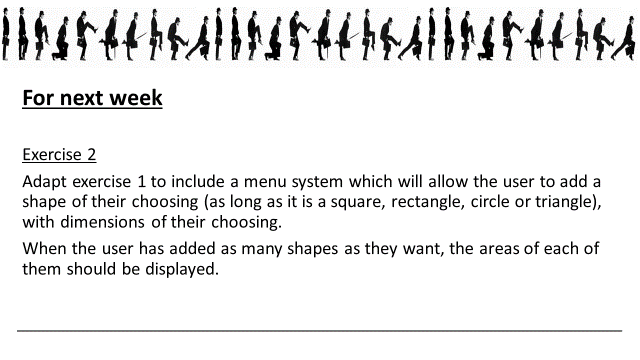 For next week
Exercise 2
Adapt exercise 1 to include a menu system which will allow the user to add a
shape of their choosing (as long as it is a square, rectangle, circle or triangle),
with dimensions of their choosing.
When the user has added as many shapes as they want, the areas of each of
them should be displayed.